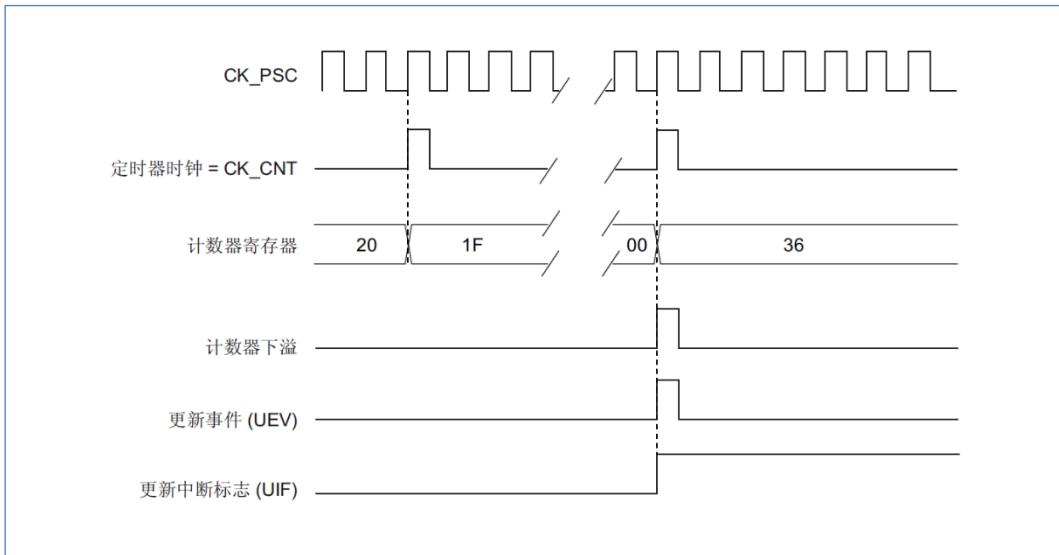 CK_PSC
定时器时钟 = CK_CNT
计数器寄存器 20 1F 00 36
计数器下溢
更新事件 (UEV)
更新中断标志 (UIF)